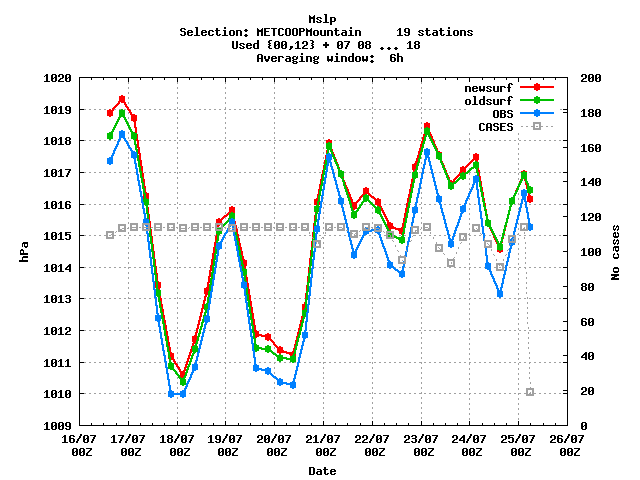 Mslp
Selection: METCOOPMountain 19 stations
Used {00,12} + 07 08 ... 18
Averaging window: 6h
newsurf
oldsurf
OBS
CASES
1020
1019
1018
1017
1016
1015
1014
1013
1012
1011
1010
1009
hPa
200
180
160
140
120
100
80
60
40
20
0
No cases
16/07 17/07 18/07 19/07 20/07 21/07 22/07 23/07 24/07 25/07 26/07
00Z 00Z 00Z 00Z 00Z 00Z 00Z 00Z 00Z 00Z 00Z
Date